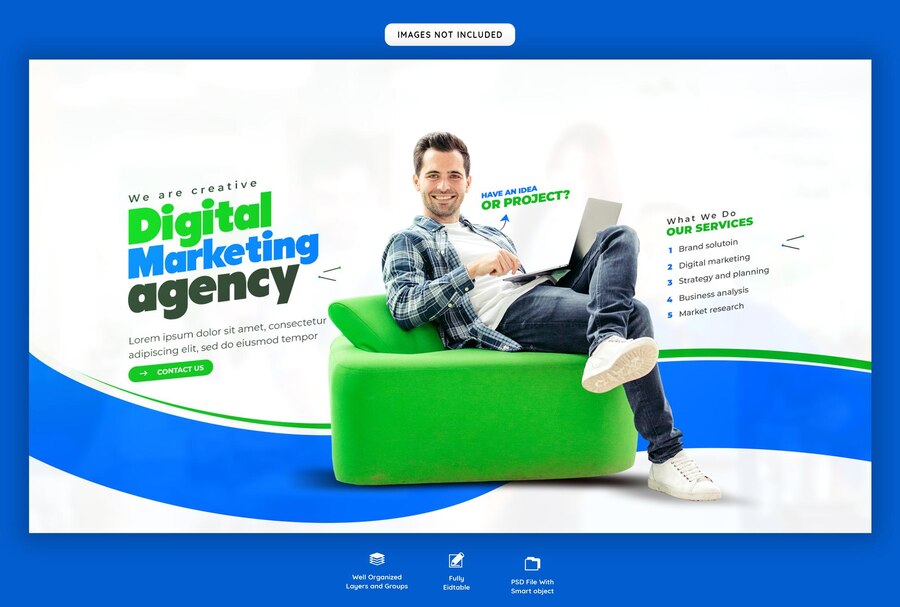 IMAGES NOT INCLUDED
We are creative
Digital
Marketing
agency
Lorem ipsum dolor sit amet, consectetur
adipiscing elit, sed do eiusmod tempor
→ CONTACT US
HAVE AN IDEA
OR PROJECT?
What We Do
OUR SERVICES
1 Brand solutoin
2 Digital marketing
3 Strategy and planning
4 Business analysis
5 Market research
Well Organized
Layers and Groups
Fully
Eidtable
PSD File With
Smart object